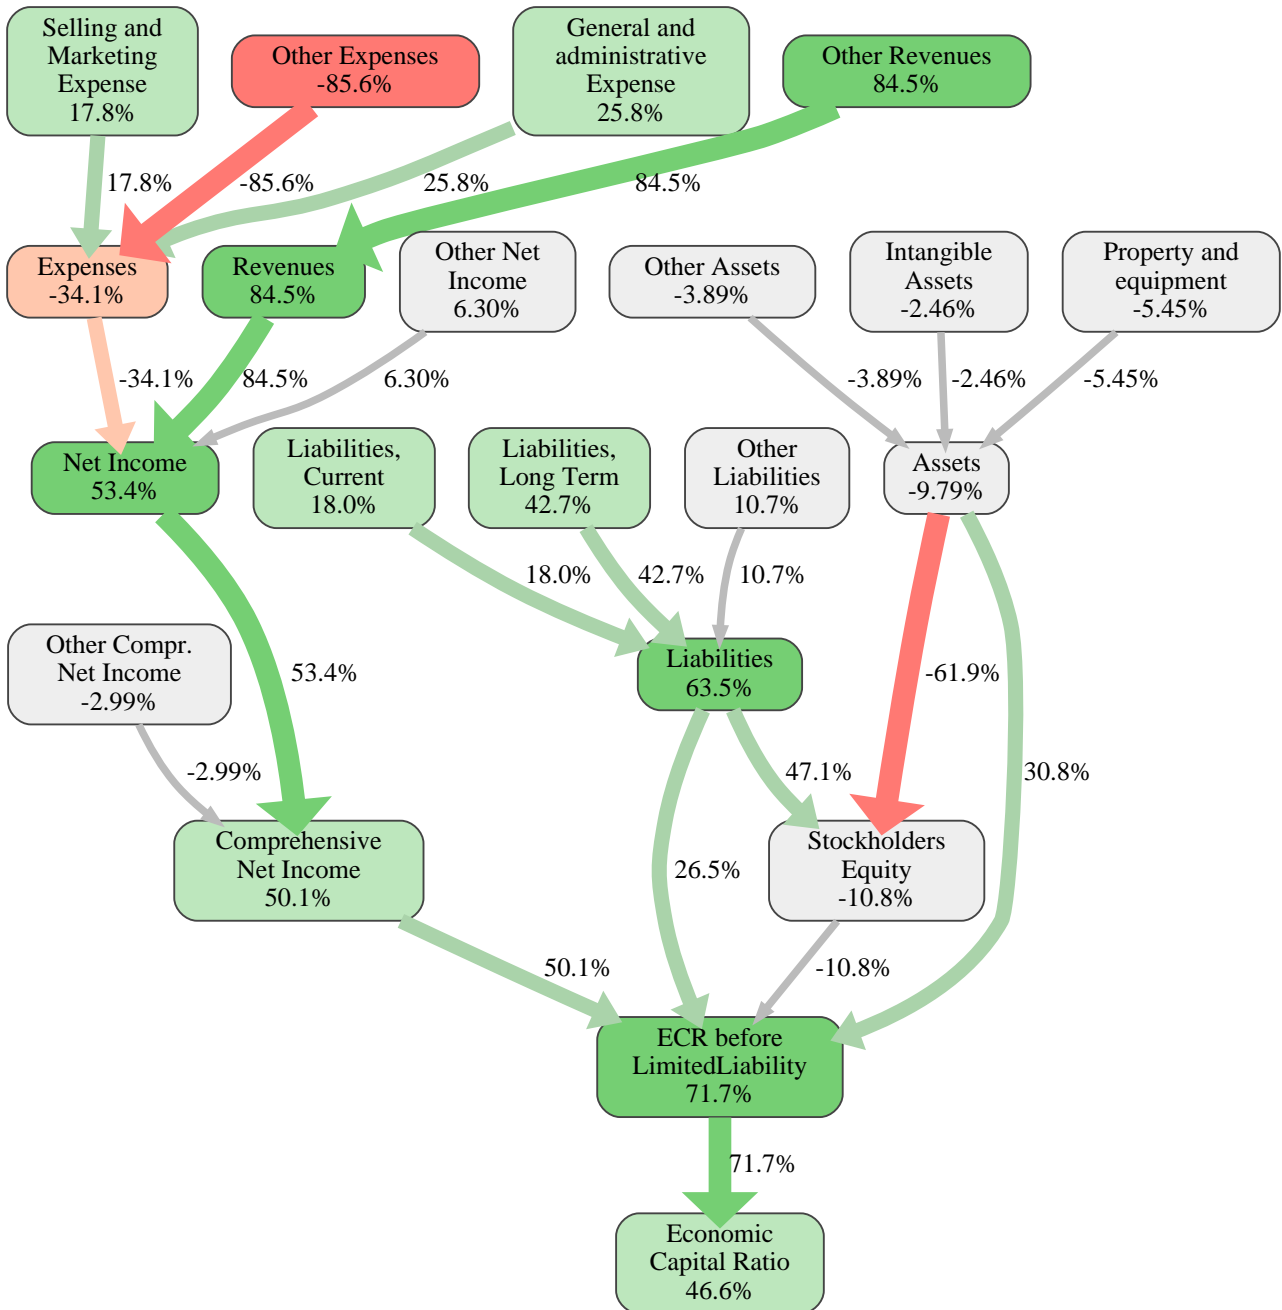 Selling and
Marketing
Expense
17.8%
Other Expenses
-85.6%
General and
administrative
Expense
25.8%
Other Revenues
84.5%
17.8%
-85.6%
25.8%
84.5%
Expenses
-34.1%
Revenues
84.5%
Other Net
Income
6.30%
Other Assets
-3.89%
Intangible
Assets
-2.46%
Property and
equipment
-5.45%
-34.1%
84.5%
6.30%
-3.89%
-2.46%
-5.45%
Net Income
53.4%
Liabilities,
Current
18.0%
Liabilities,
Long Term
42.7%
Other
Liabilities
10.7%
Assets
-9.79%
18.0%
42.7%
10.7%
Other Compr.
Net Income
-2.99%
53.4%
Liabilities
63.5%
-61.9%
-2.99%
47.1%
30.8%
Comprehensive
Net Income
50.1%
26.5%
Stockholders
Equity
-10.8%
50.1%
-10.8%
ECR before
LimitedLiability
71.7%
71.7%
Economic
Capital Ratio
46.6%